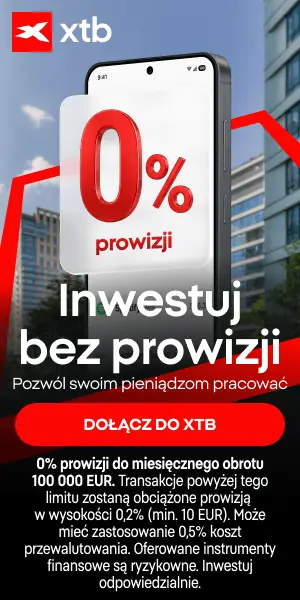 xtb
9:41
0%
prowizji
Inwestuj
bez prowizji
Pozwól swoim pieniądzom pracować
DOŁĄCZ DO XTB
0% prowizji do miesięcznego obrotu
100 000 EUR. Transakcje powyżej tego
limitu zostaną obciążone prowizją
w wysokości 0,2% (min. 10 EUR). Może
mieć zastosowanie 0,5% koszt
przewalutowania. Oferowane instrumenty
finansowe są ryzykowne. Inwestuj
odpowiedzialnie.